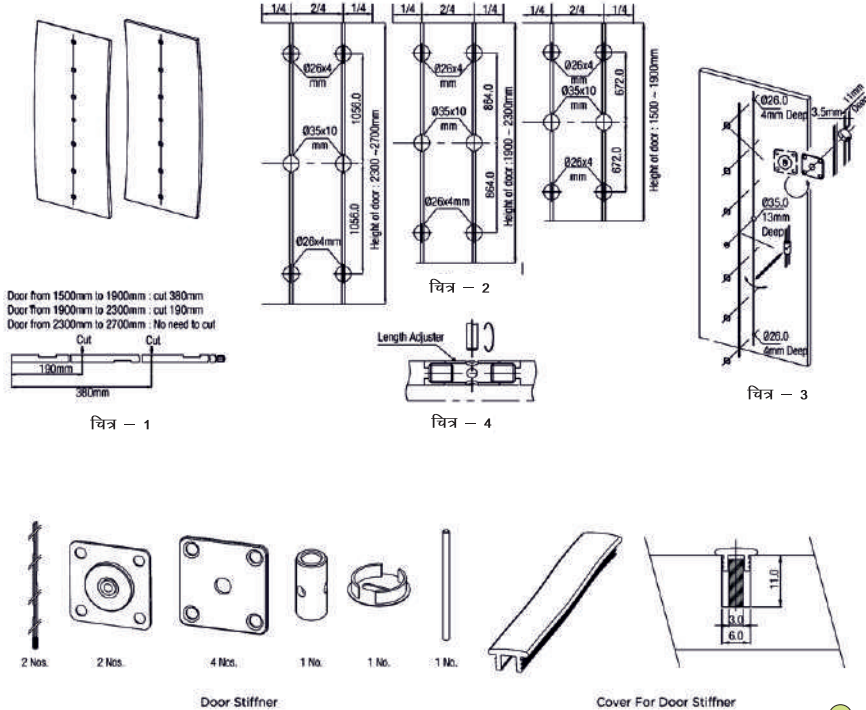 1/4 2/4 1/4
1/4 2/4 1/4
1/4 2/4 1/4
Ø26x4
mm
1056.0
Ø35x10
mm
1056.0
Ø26x4mm
Height of door : 2300 ~2700mm
Ø26x4
mm
864.0
Ø35x10
mm
864.0
Ø26x4mm
Height of door :1900 ~ 2300mm
Ø26x4
mm
672.0
Ø35x10
mm
672.0
Ø26x4
mm
Height of door : 1500 ~ 1900mm
चित्र – 2
Ø26.0
4mm Deep
3.5mm
11mm
Ø35.0
13mm
Deep
Ø26.0
4mm Deep
चित्र – 3
Door from 1500mm to 1900mm : cut 380mm
Door from 1900mm to 2300mm : cut 190mm
Door from 2300mm to 2700mm : No need to cut
Cut Cut
190mm
380mm
चित्र – 1
Length Adjuster
चित्र – 4
2 Nos. 2 Nos. 4 Nos. 1 No. 1 No. 1 No.
Door Stiffner
11.0
3.0
6.0
Cover For Door Stiffner